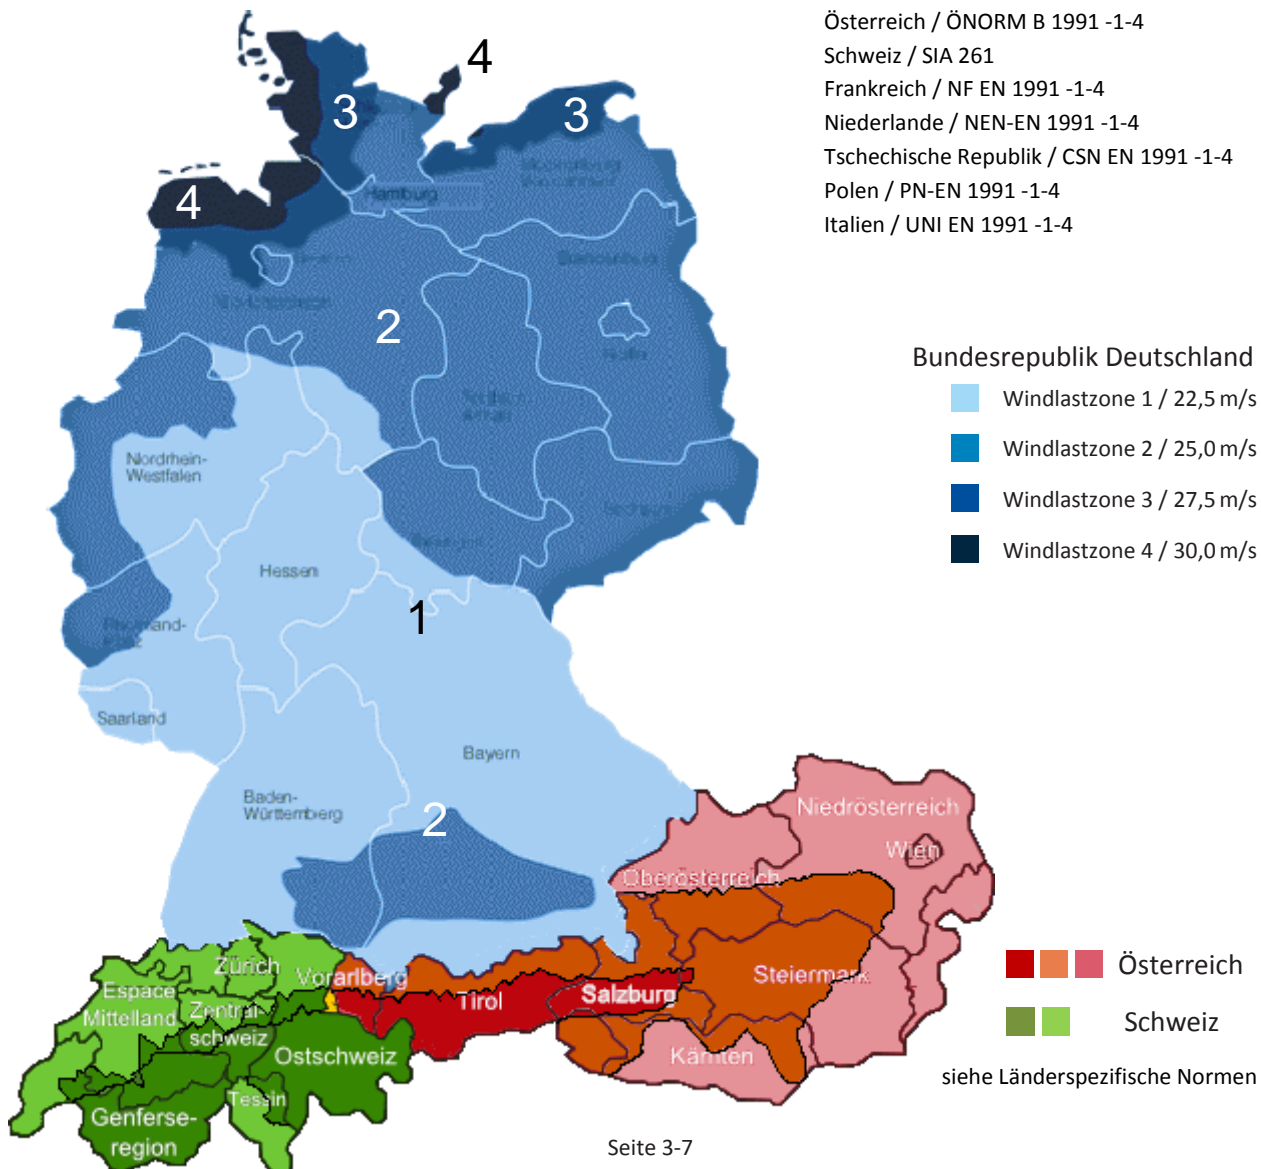 Österreich / ÖNORM B 1991 -1-4
Schweiz / SIA 261
Frankreich / NF EN 1991 -1-4
Niederlande / NEN-EN 1991 -1-4
Tschechische Republik / CSN EN 1991 -1-4
Polen / PN-EN 1991 -1-4
Italien / UNI EN 1991 -1-4
4
3
3
4
Hamburg
2
Bundesrepublik Deutschland
Windlastzone 1 / 22,5 m/s
Windlastzone 2 / 25,0 m/s
Windlastzone 3 / 27,5 m/s
Windlastzone 4 / 30,0 m/s
Nordrhein-
Westfalen
Hessen
1
Saarland
Bayern
Baden-
Württemberg
2
Niedrösterreich
Wien
Oberösterreich
Zürich
Vorarlberg
Tirol
Salzburg
Steiermark
Espace
Mittelland
Zentral-
schweiz
Ostschweiz
Kärnten
Tessin
Genferse-
region
Österreich
Schweiz
siehe Länderspezifische Normen
Seite 3-7